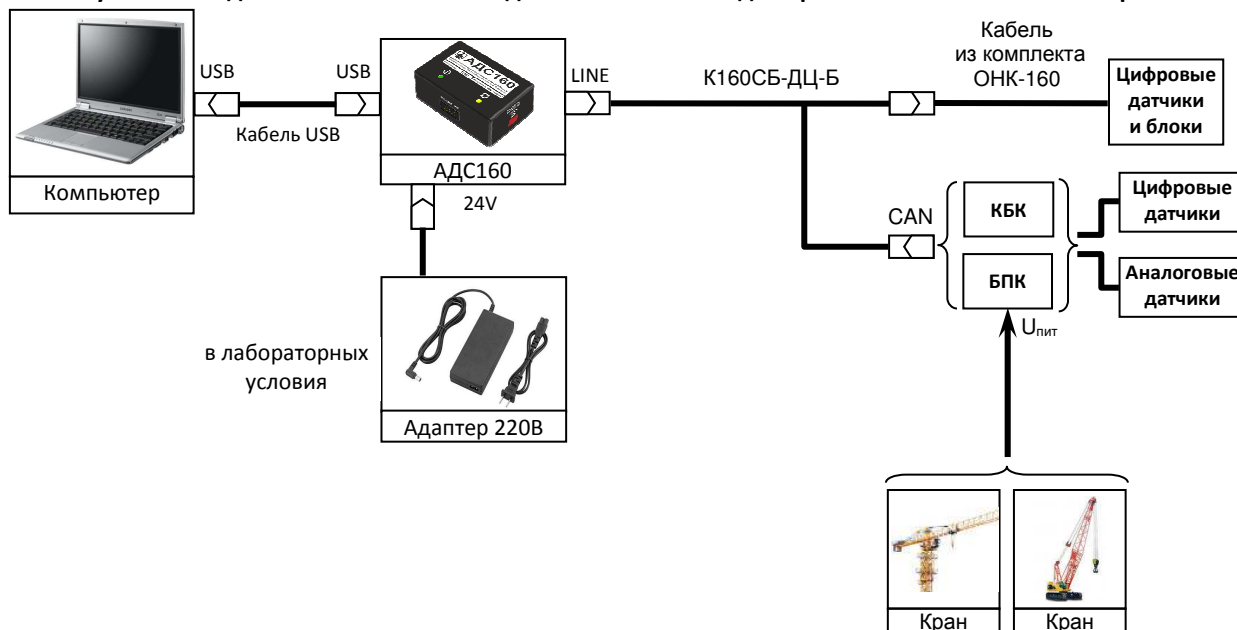 Кабель
из комплекта
ОНК-160
USB
USB
LINE
К160СБ-ДЦ-Б
Цифровые
датчики
и блоки
АДС160
Кабель USB
Компьютер
АДС160
24V
CAN
КБК
БПК
Цифровые
датчики
Аналоговые
датчики
Uпит
в лабораторных
условия
Адаптер 220В
Кран
Кран